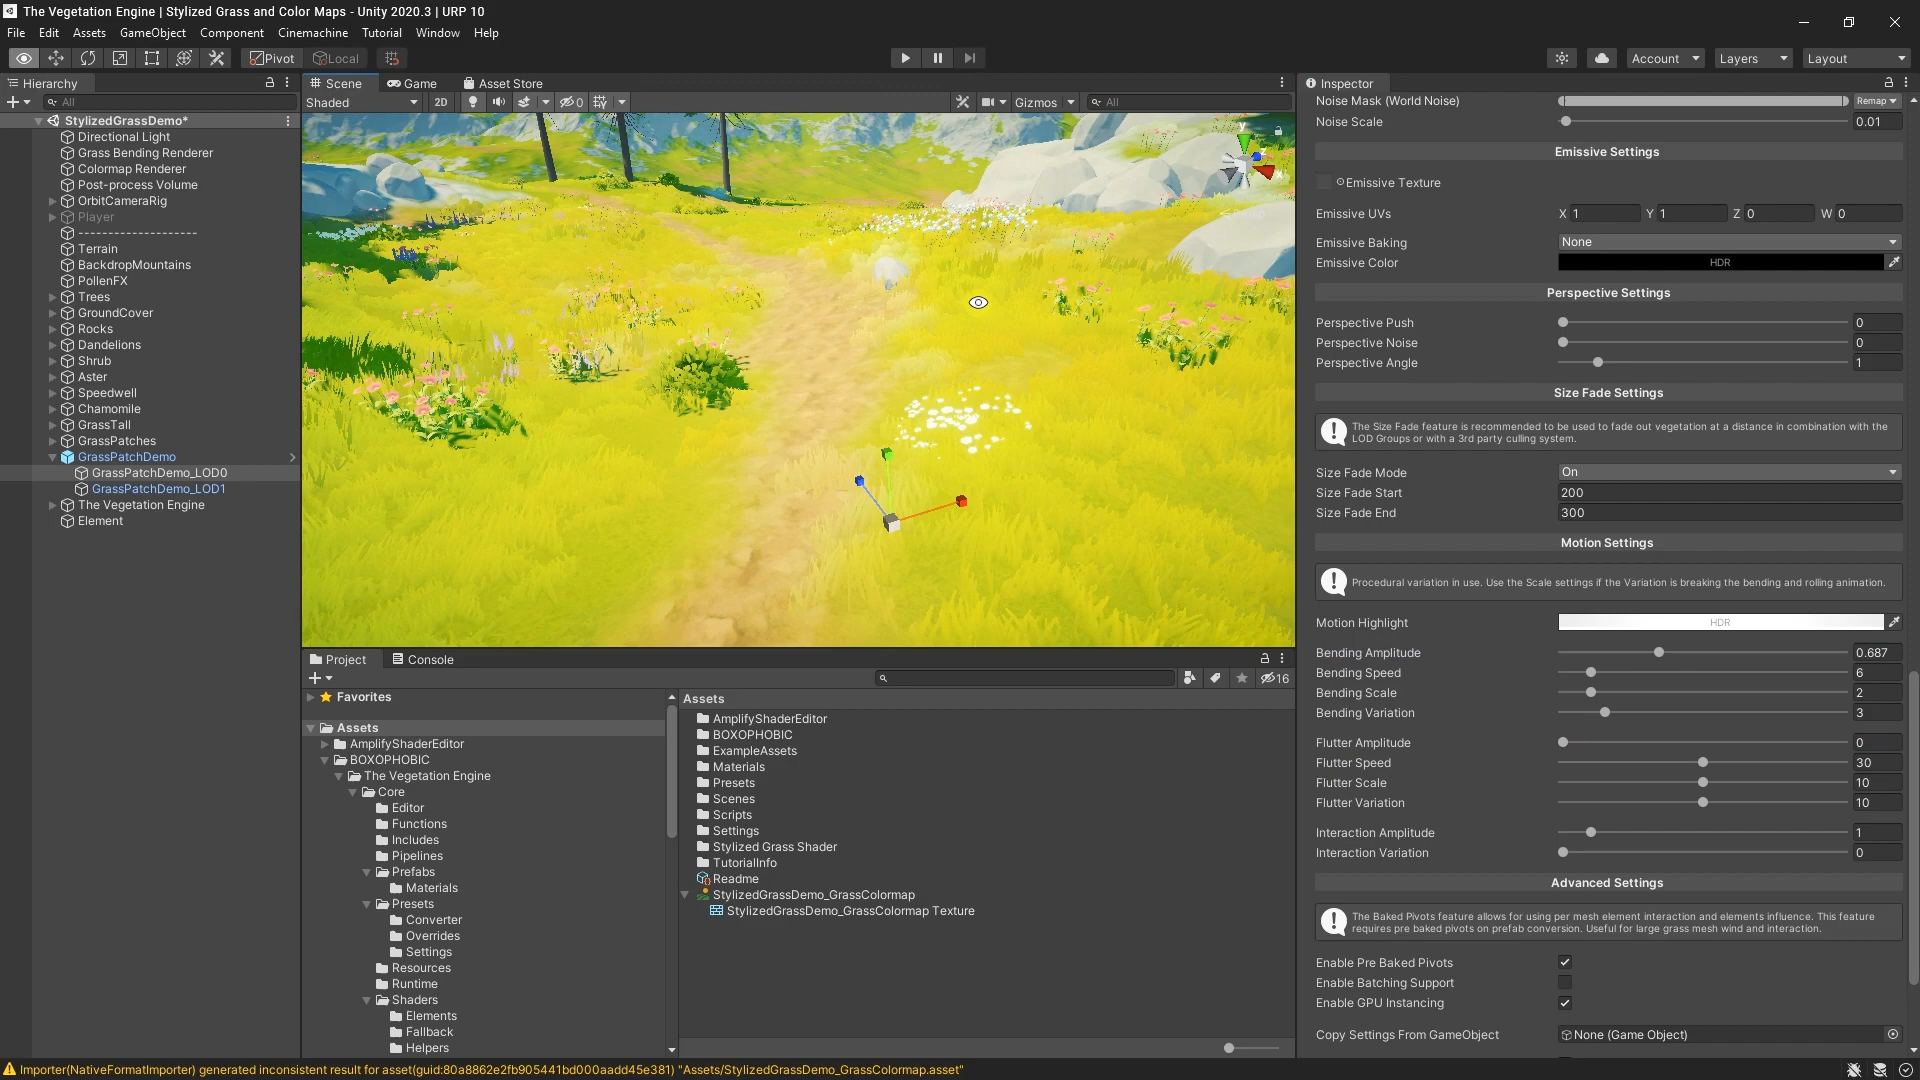 The Vegetation Engine | Stylized Grass and Color Maps - Unity 2020.3 | URP 10
File Edit Assets GameObject Component Cinemachine Tutorial Window Help
Pivot Local Account Layers Layout
Hierarchy
All
StylizedGrassDemo*
Directional Light
Grass Bending Renderer
Colormap Renderer
Post-process Volume
OrbitCameraRig
Player
--------------------
Terrain
BackdropMountains
PollenFX
Trees
GroundCover
Rocks
Dandelions
Shrub
Aster
Speedwell
Chamomile
GrassTall
GrassPatches
GrassPatchDemo
GrassPatchDemo_LOD0
GrassPatchDemo_LOD1
The Vegetation Engine
Element
Scene Game Asset Store
Shaded 2D 0 Gizmos All
y
x
Project Console
16
Favorites
Assets
AmplifyShaderEditor
BOXOPHOBIC
The Vegetation Engine
Core
Editor
Functions
Includes
Pipelines
Prefabs
Materials
Presets
Converter
Overrides
Settings
Resources
Runtime
Shaders
Elements
Fallback
Helpers
Assets
AmplifyShaderEditor
BOXOPHOBIC
ExampleAssets
Materials
Presets
Scenes
Scripts
Settings
Stylized Grass Shader
TutorialInfo
Readme
StylizedGrassDemo_GrassColormap
StylizedGrassDemo_GrassColormap Texture
Inspector
Noise Mask (World Noise) Remap
Noise Scale 0.01
Emissive Settings
Emissive Texture
Emissive UVs X 1 Y 1 Z 0 W 0
Emissive Baking None
Emissive Color HDR
Perspective Settings
Perspective Push 0
Perspective Noise 0
Perspective Angle 1
Size Fade Settings
The Size Fade feature is recommended to be used to fade out vegetation at a distance in combination with the
LOD Groups or with a 3rd party culling system.
Size Fade Mode On
Size Fade Start 200
Size Fade End 300
Motion Settings
Procedural variation in use. Use the Scale settings if the Variation is breaking the bending and rolling animation.
Motion Highlight HDR
Bending Amplitude 0.687
Bending Speed 6
Bending Scale 2
Bending Variation 3
Flutter Amplitude 0
Flutter Speed 30
Flutter Scale 10
Flutter Variation 10
Interaction Amplitude 1
Interaction Variation 0
Advanced Settings
The Baked Pivots feature allows for using per mesh element interaction and elements influence. This feature
requires pre baked pivots on prefab conversion. Useful for large grass mesh wind and interaction.
Enable Pre Baked Pivots
Enable Batching Support
Enable GPU Instancing
Copy Settings From GameObject None (Game Object)
Importer(NativeFormatImporter) generated inconsistent result for asset(guid:80a8862e2fb905441bd000aadd45e381) "Assets/StylizedGrassDemo_GrassColormap.asset"